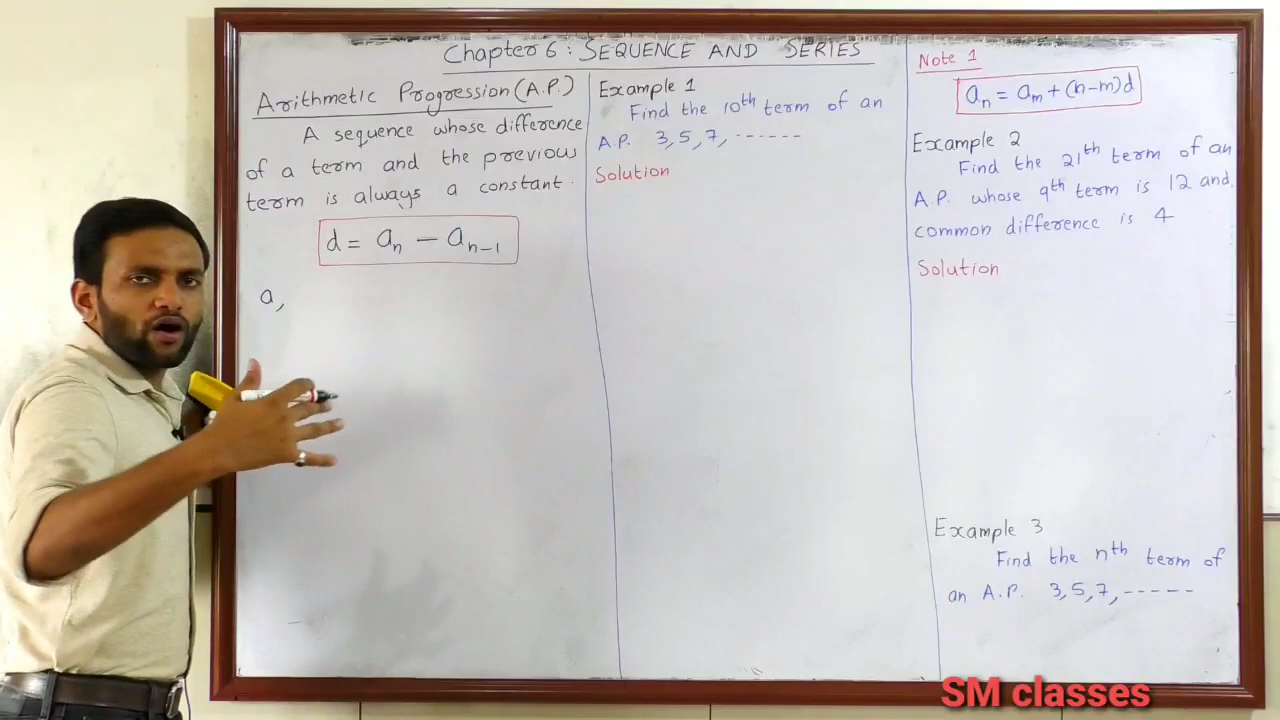 Chapter 6 : SEQUENCE AND SERIES
Arithmetic Progression (A.P.)
A sequence whose difference
of a term and the previous
term is always a constant.
d = aₙ − aₙ₋₁
a,
Example 1
Find the 10th term of an
A.P. 3, 5, 7, -------
Solution
Note 1
aₙ = aₘ + (n−m)d
Example 2
Find the 21th term of an
A.P. whose 9th term is 12 and
common difference is 4
Solution
Example 3
Find the nth term of
an A.P. 3, 5, 7, -----
SM classes